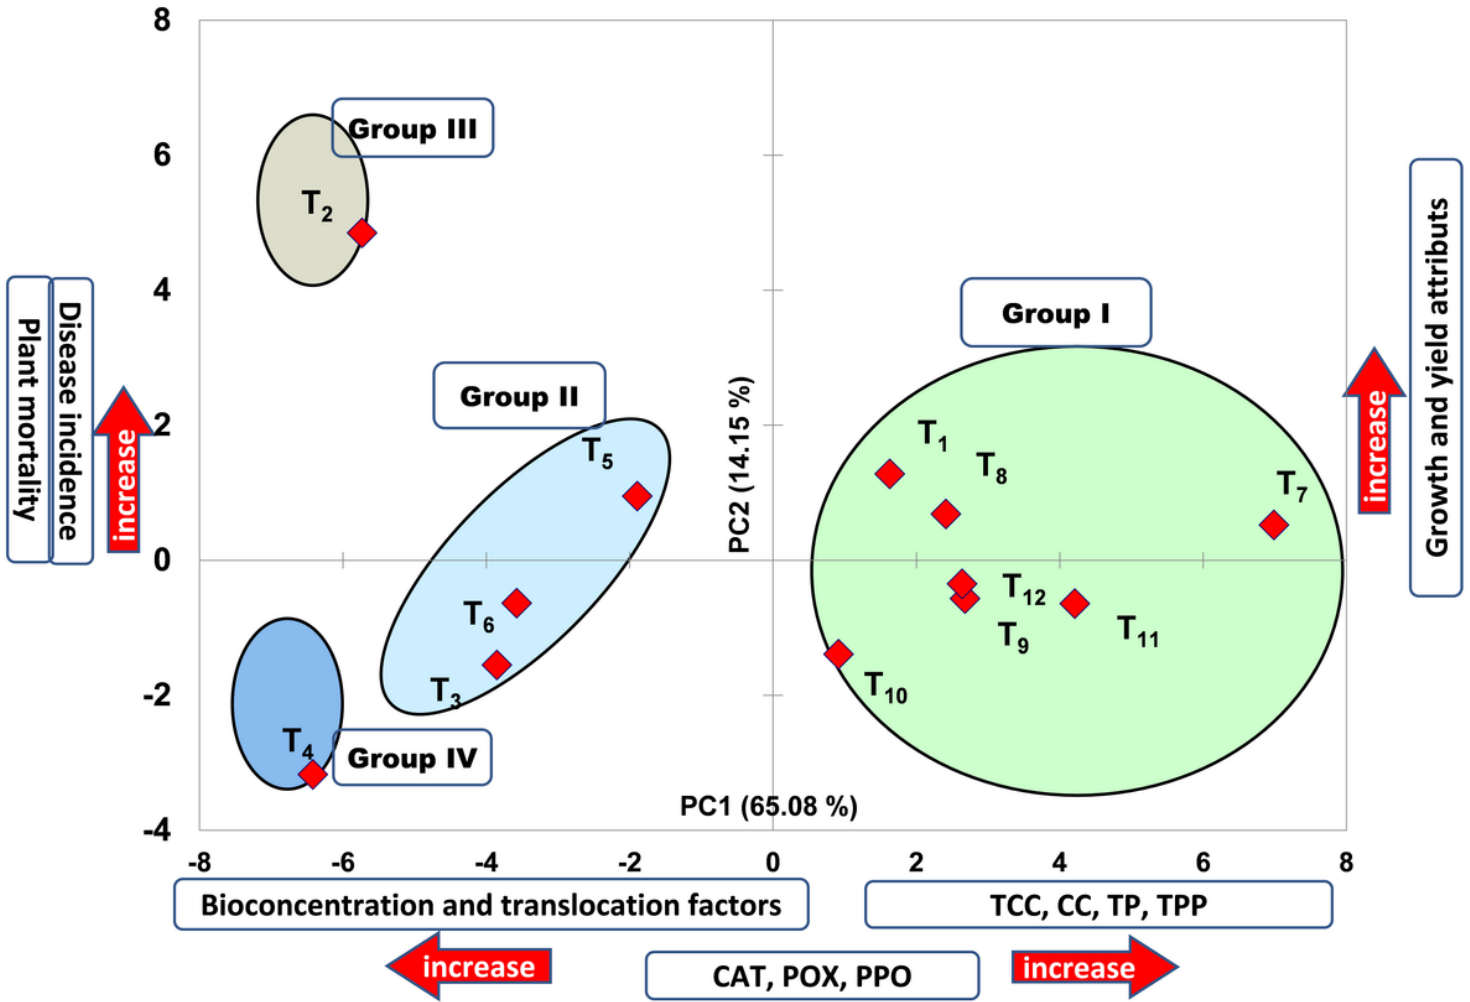 8
6
4
2
0
-2
-4
Group III
T2
Group I
Group II
T5
T1
T8
T7
T6
T3
T12
T9
T11
T10
T4
Group IV
PC2 (14.15 %)
PC1 (65.08 %)
-8 -6 -4 -2 0 2 4 6 8
Plant mortality
Disease incidence
increase
increase
Growth and yield attributs
Bioconcentration and translocation factors
TCC, CC, TP, TPP
increase
CAT, POX, PPO
increase